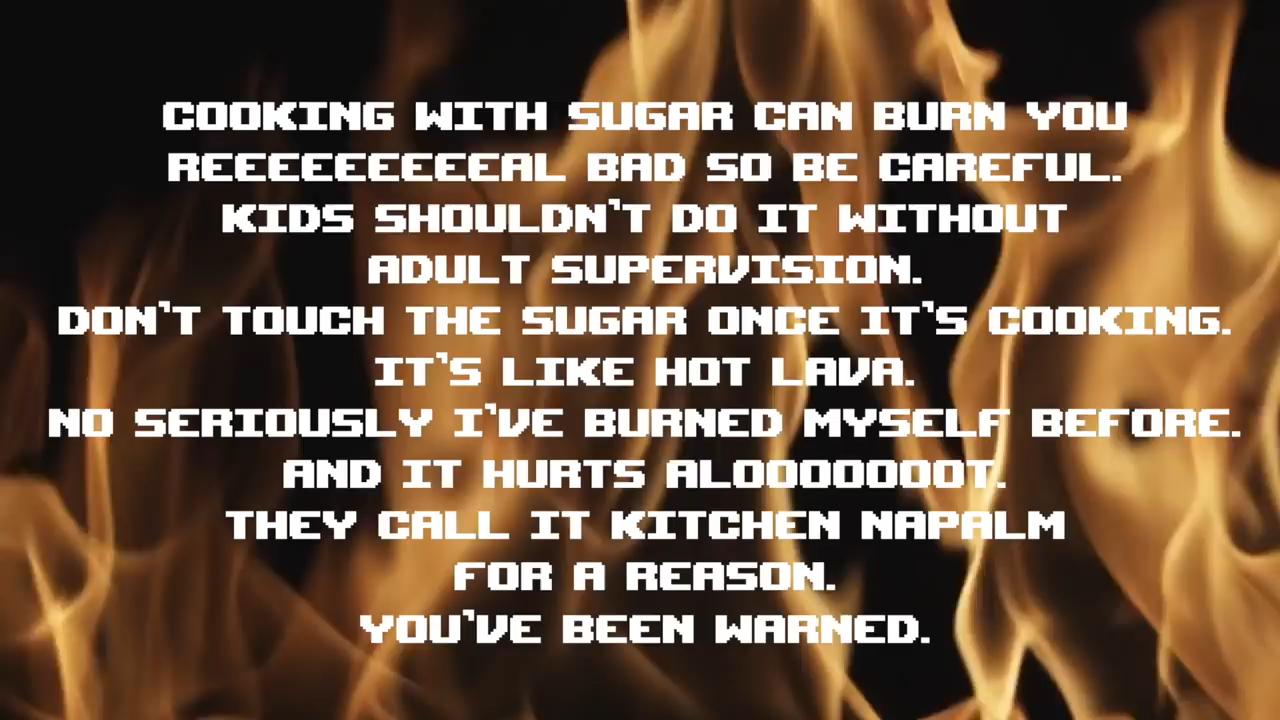 COOKING WITH SUGAR CAN BURN YOU
REEEEEEEEEAL BAD SO BE CAREFUL.
KIDS SHOULDN'T DO IT WITHOUT
ADULT SUPERVISION.
DON'T TOUCH THE SUGAR ONCE IT'S COOKING.
IT'S LIKE HOT LAVA.
NO SERIOUSLY I'VE BURNED MYSELF BEFORE.
AND IT HURTS ALOOOOOOOOT.
THEY CALL IT KITCHEN NAPALM
FOR A REASON.
YOU'VE BEEN WARNED.